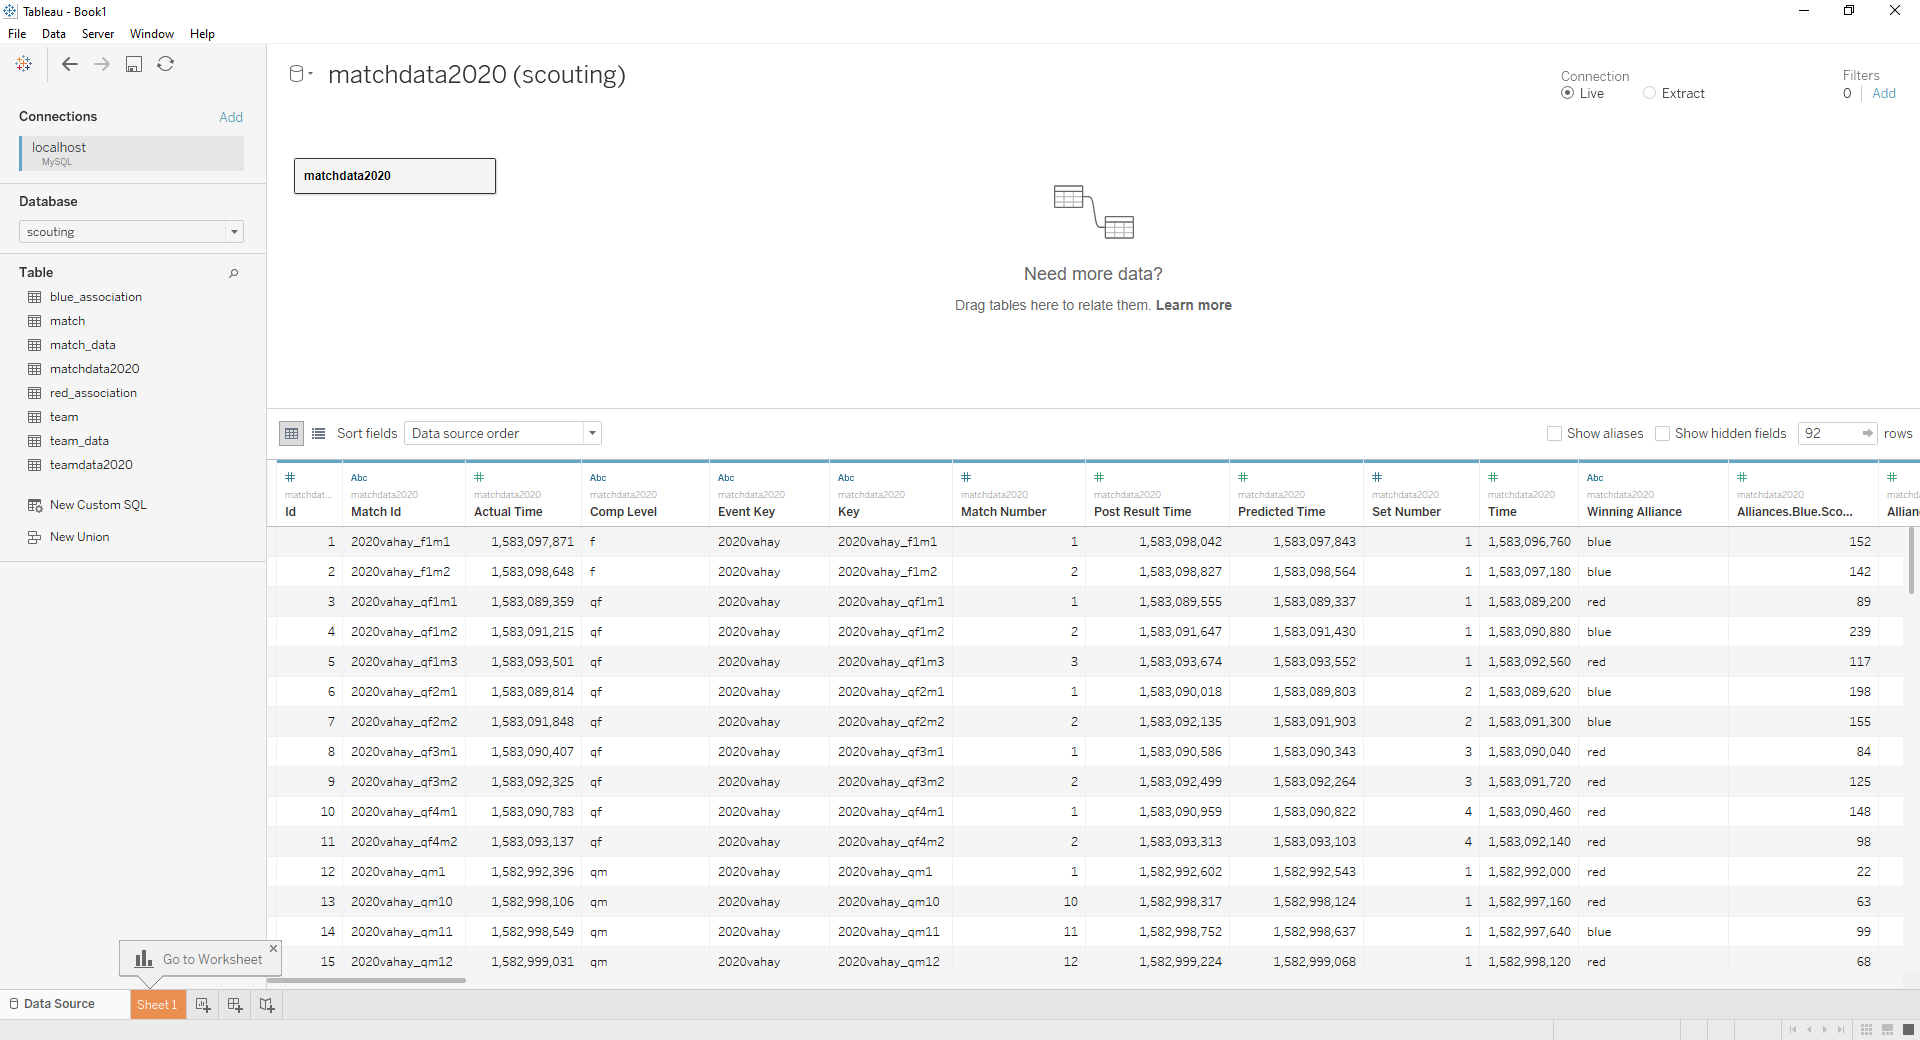 Tableau - Book1
File Data Server Window Help
Connections Add
localhost
MySQL
Database
scouting
Table
blue_association
match
match_data
matchdata2020
red_association
team
team_data
teamdata2020
New Custom SQL
New Union
matchdata2020 (scouting)
Connection
Live Extract
Filters
0 Add
matchdata2020
Need more data?
Drag tables here to relate them. Learn more
Sort fields Data source order Show aliases Show hidden fields 92 rows
# Abc # Abc Abc Abc # # # # # Abc # #
matchdat... matchdata2020 matchdata2020 matchdata2020 matchdata2020 matchdata2020 matchdata2020 matchdata2020 matchdata2020 matchdata2020 matchdata2020 matchdata2020 matchdata2020 matchd
Id Match Id Actual Time Comp Level Event Key Key Match Number Post Result Time Predicted Time Set Number Time Winning Alliance Alliances.Blue.Sco... Allianc
1 2020vahay_f1m1 1,583,097,871 f 2020vahay 2020vahay_f1m1 1 1,583,098,042 1,583,097,843 1 1,583,096,760 blue 152
2 2020vahay_f1m2 1,583,098,648 f 2020vahay 2020vahay_f1m2 2 1,583,098,827 1,583,098,564 1 1,583,097,180 blue 142
3 2020vahay_qf1m1 1,583,089,359 qf 2020vahay 2020vahay_qf1m1 1 1,583,089,555 1,583,089,337 1 1,583,089,200 red 89
4 2020vahay_qf1m2 1,583,091,215 qf 2020vahay 2020vahay_qf1m2 2 1,583,091,647 1,583,091,430 1 1,583,090,880 blue 239
5 2020vahay_qf1m3 1,583,093,501 qf 2020vahay 2020vahay_qf1m3 3 1,583,093,674 1,583,093,552 1 1,583,092,560 red 117
6 2020vahay_qf2m1 1,583,089,814 qf 2020vahay 2020vahay_qf2m1 1 1,583,090,018 1,583,089,803 2 1,583,089,620 blue 198
7 2020vahay_qf2m2 1,583,091,848 qf 2020vahay 2020vahay_qf2m2 2 1,583,092,135 1,583,091,903 2 1,583,091,300 blue 155
8 2020vahay_qf3m1 1,583,090,407 qf 2020vahay 2020vahay_qf3m1 1 1,583,090,586 1,583,090,343 3 1,583,090,040 red 84
9 2020vahay_qf3m2 1,583,092,325 qf 2020vahay 2020vahay_qf3m2 2 1,583,092,499 1,583,092,264 3 1,583,091,720 red 125
10 2020vahay_qf4m1 1,583,090,783 qf 2020vahay 2020vahay_qf4m1 1 1,583,090,959 1,583,090,822 4 1,583,090,460 red 148
11 2020vahay_qf4m2 1,583,093,137 qf 2020vahay 2020vahay_qf4m2 2 1,583,093,313 1,583,093,103 4 1,583,092,140 red 98
12 2020vahay_qm1 1,582,992,396 qm 2020vahay 2020vahay_qm1 1 1,582,992,602 1,582,992,543 1 1,582,992,000 red 22
13 2020vahay_qm10 1,582,998,106 qm 2020vahay 2020vahay_qm10 10 1,582,998,317 1,582,998,124 1 1,582,997,160 red 63
14 2020vahay_qm11 1,582,998,549 qm 2020vahay 2020vahay_qm11 11 1,582,998,752 1,582,998,637 1 1,582,997,640 blue 99
15 2020vahay_qm12 1,582,999,031 qm 2020vahay 2020vahay_qm12 12 1,582,999,224 1,582,999,068 1 1,582,998,120 red 68
Go to Worksheet
Data Source Sheet 1